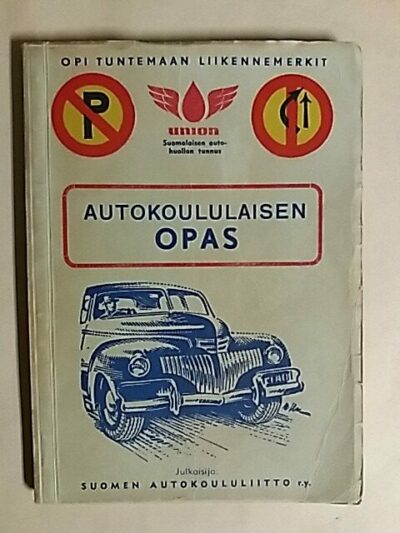 OPI TUNTEMAAN LIIKENNEMERKIT
P
union
Suomalaisen auto-
huollon tunnus
AUTOKOULULAISEN
OPAS
Julkaisija:
SUOMEN AUTOKOULULIITTO r.y.